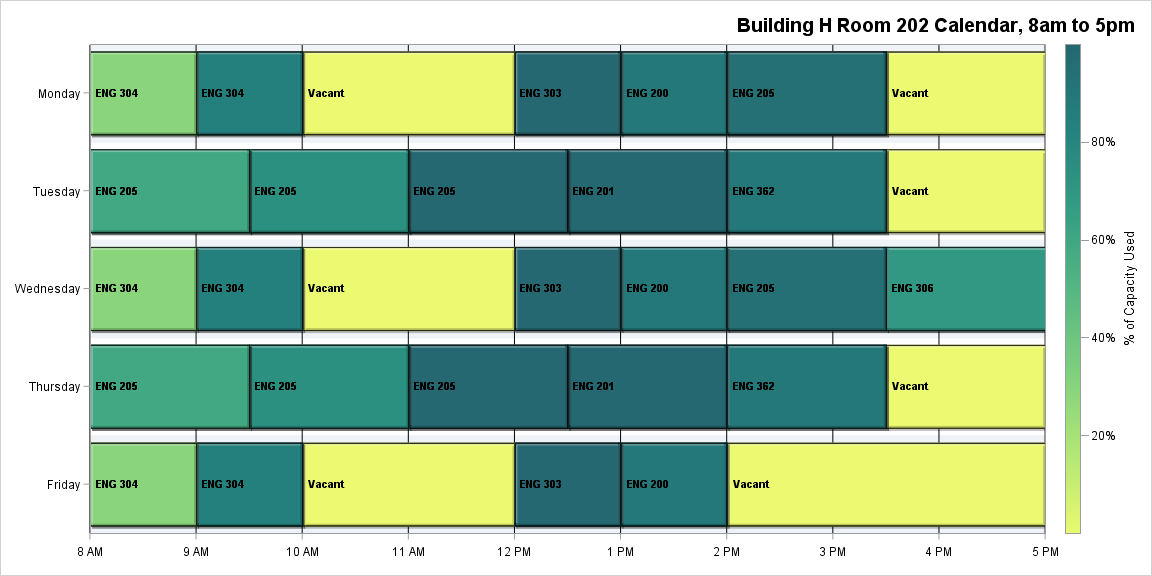 Building H Room 202 Calendar, 8am to 5pm
Monday ENG 304 ENG 304 Vacant ENG 303 ENG 200 ENG 205 Vacant
Tuesday ENG 205 ENG 205 ENG 205 ENG 201 ENG 362 Vacant
Wednesday ENG 304 ENG 304 Vacant ENG 303 ENG 200 ENG 205 ENG 306
Thursday ENG 205 ENG 205 ENG 205 ENG 201 ENG 362 Vacant
Friday ENG 304 ENG 304 Vacant ENG 303 ENG 200 Vacant
8 AM 9 AM 10 AM 11 AM 12 PM 1 PM 2 PM 3 PM 4 PM 5 PM
80%
60%
40%
20%
% of Capacity Used